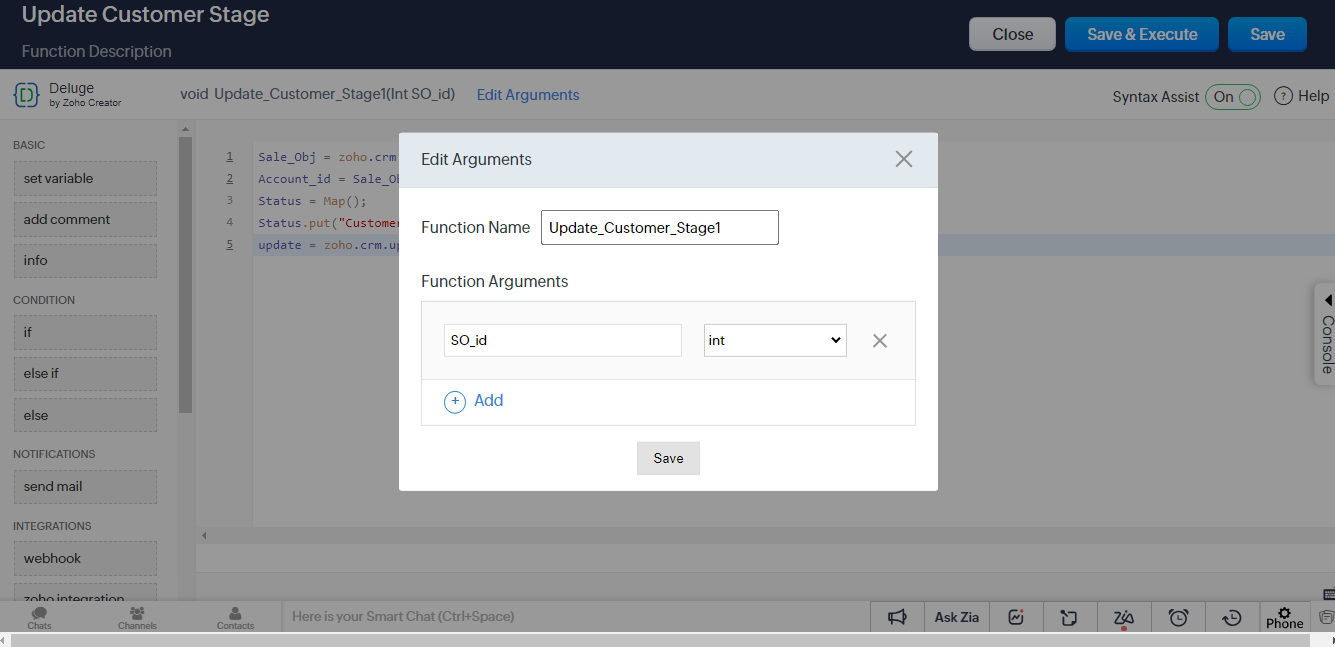 Update Customer Stage
Function Description
Close
Save & Execute
Save
Deluge
by Zoho Creator
void Update_Customer_Stage1(Int SO_id)
Edit Arguments
Syntax Assist
On
? Help
BASIC
set variable
add comment
info
CONDITION
if
else if
else
NOTIFICATIONS
send mail
INTEGRATIONS
webhook
zoho integration
1 Sale_Obj = zoho.crm
2 Account_id = Sale_Ob
3 Status = Map();
4 Status.put("Customer
5 update = zoho.crm.up
Edit Arguments
Function Name
Update_Customer_Stage1
Function Arguments
SO_id
int
+ Add
Save
Console
Chats
Channels
Contacts
Here is your Smart Chat (Ctrl+Space)
Ask Zia
Phone